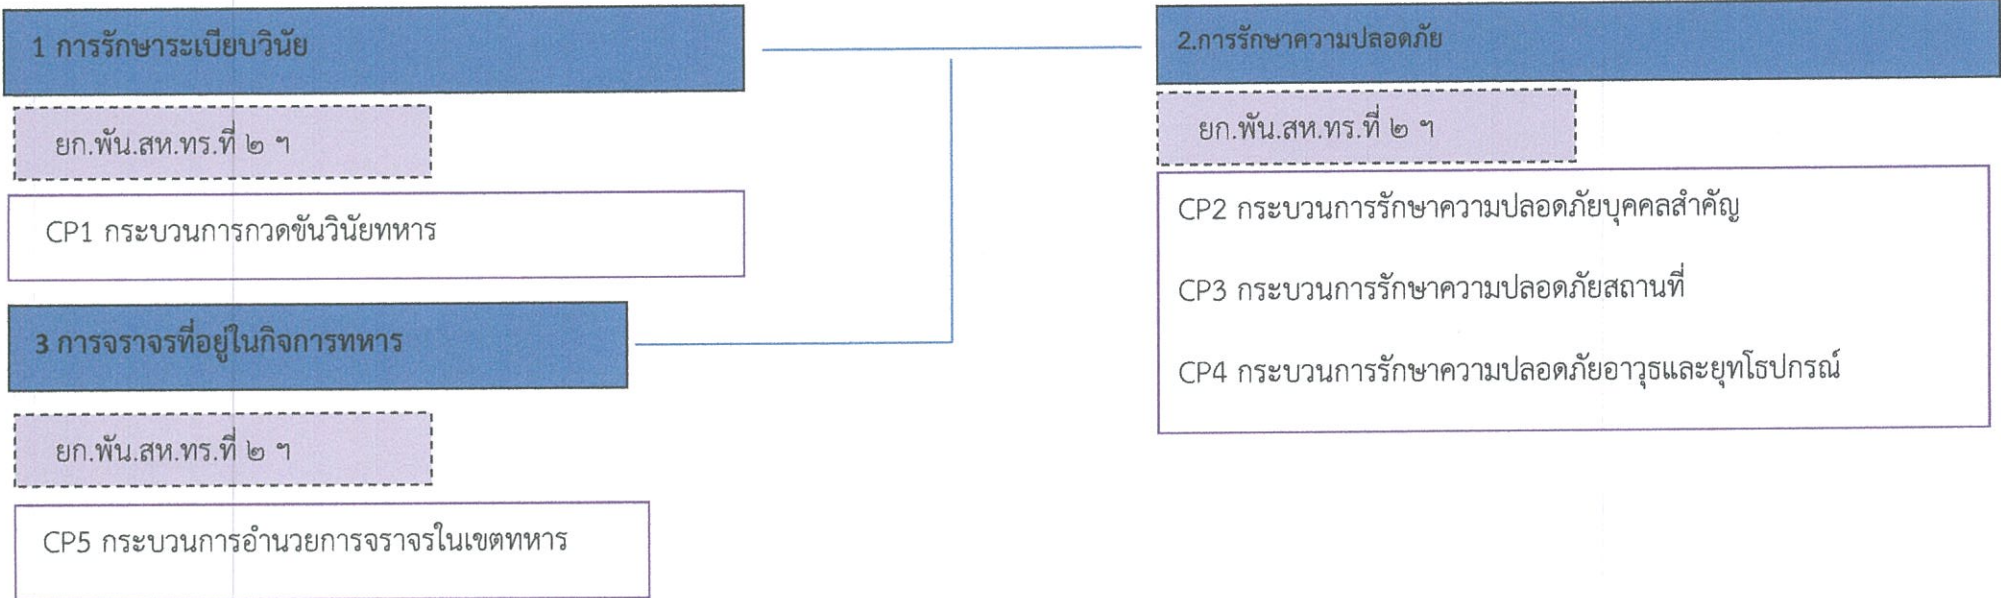 1 การรักษาระเบียบวินัย
ยก.พัน.สห.ทร.ที่ ๒ ฯ
CP1 กระบวนการกวดขันวินัยทหาร
2.การรักษาความปลอดภัย
ยก.พัน.สห.ทร.ที่ ๒ ฯ
CP2 กระบวนการรักษาความปลอดภัยบุคคลสำคัญ
CP3 กระบวนการรักษาความปลอดภัยสถานที่
CP4 กระบวนการรักษาความปลอดภัยอาวุธและยุทโธปกรณ์
3 การจราจรที่อยู่ในกิจการทหาร
ยก.พัน.สห.ทร.ที่ ๒ ฯ
CP5 กระบวนการอำนวยการจราจรในเขตทหาร